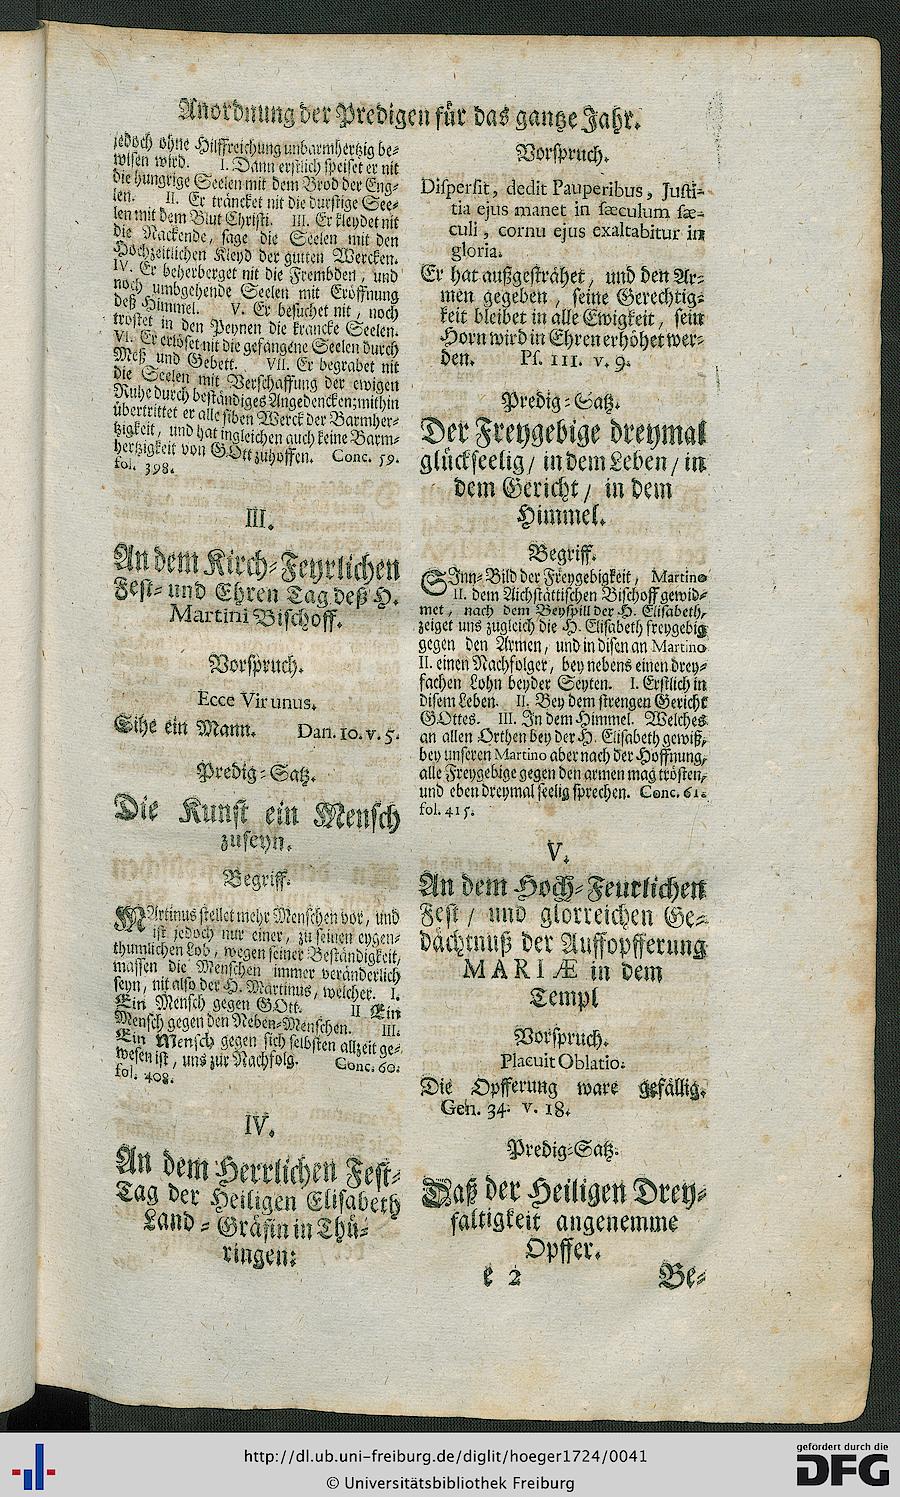 Anordnung der Predigen für das gantze Jahr.
jedoch ohne Hilffreichung unbarmhertzig be-
wisen wird. I. Dann erstlich speiset er nit
die hungrige Seelen mit dem Brod der Eng-
len. II. Er träncket nit die durstige See-
len mit dem Blut Christi. III. Er kleydet nit
die Nackende, sage die Seelen mit den
Hochzeitlichen Kleyd der gutten Wercken.
IV. Er beherberget nit die Frembden, und
noch umbgehende Seelen mit Eröffnung
deß Himmel. V. Er besuchet nit, noch
tröstet in den Peynen die krancke Seelen.
VI. Er erlöset nit die gefangene Seelen durch
Meß und Gebett. VII. Er begrabet nit
die Seelen mit Verschaffung der ewigen
Ruhe durch beständiges Angedencken; mithin
übertrittet er alle siben Werck der Barmher-
tzigkeit, und hat ingleichen auch keine Barm-
hertzigkeit von GOtt zuhoffen. Conc. 59.
fol. 398.
III.
An dem Kirch-Feyrlichen
Fest- und Ehren Tag deß H.
Martini Bischoff.
Vorspruch.
Ecce Vir unus.
Sihe ein Mann. Dan. 10. v. 5.
Predig-Satz.
Die Kunst ein Mensch
zuseyn.
Begriff.
MArtinus stellet mehr Menschen vor, und
ist jedoch nur einer, zu seinen eygen-
thumlichen Lob, wegen seiner Beständigkeit,
massen die Menschen immer veränderlich
seyn, nit also der H. Martinus, welcher. I.
Ein Mensch gegen GOtt. II Ein
Mensch gegen den Neben-Menschen. III.
Ein Mensch gegen sich selbsten allzeit ge-
wesen ist, uns zur Nachfolg. Conc. 60.
fol. 408.
IV.
An dem Herrlichen Fest-
Tag der Heiligen Elisabeth
Land-Gräfin in Thü-
ringen:
Vorspruch.
Dispersit, dedit Pauperibus, Justi-
tia ejus manet in sæculum sæ-
culi, cornu ejus exaltabitur in
gloria.
Er hat außgesträhet, und den Ar-
men gegeben, seine Gerechtig-
keit bleibet in alle Ewigkeit, sein
Horn wird in Ehren erhöhet wer-
den. Ps. 111. v. 9.
Predig-Satz.
Der Freygebige dreymal
glückseelig / in dem Leben / in
dem Gericht / in dem
Himmel.
Begriff.
SInn-Bild der Freygebigkeit, Martino
II. dem Aichstättischen Bischoff gewid-
met, nach dem Beyspill der H. Elisabeth,
zeiget uns zugleich die H. Elisabeth freygebig
gegen den Armen, und in disen an Martino
II. einen Nachfolger, bey nebens einen drey-
fachen Lohn beyder Seyten. I. Erstlich in
disem Leben. II. Bey dem strengen Gericht
GOttes. III. In dem Himmel. Welches
an allen Orthen bey der H. Elisabeth gewiß,
bey unseren Martino aber nach der Hoffnung,
alle Freygebige gegen den armen mag trösten,
und eben dreymal seelig sprechen. Conc. 61.
fol. 415.
V.
An dem Hoch-Feurlichen
Fest / und glorreichen Ge-
dächtnuß der Auffopfferung
MARIÆ in dem
Templ
Vorspruch.
Placuit Oblatio.
Die Opfferung ware gefällig.
Gen. 34. v. 18.
Predig-Satz.
Daß der Heiligen Drey-
faltigkeit angenemme
Opffer.
e 2 Be-
http://dl.ub.uni-freiburg.de/diglit/hoeger1724/0041
© Universitätsbibliothek Freiburg
gefördert durch die
DFG